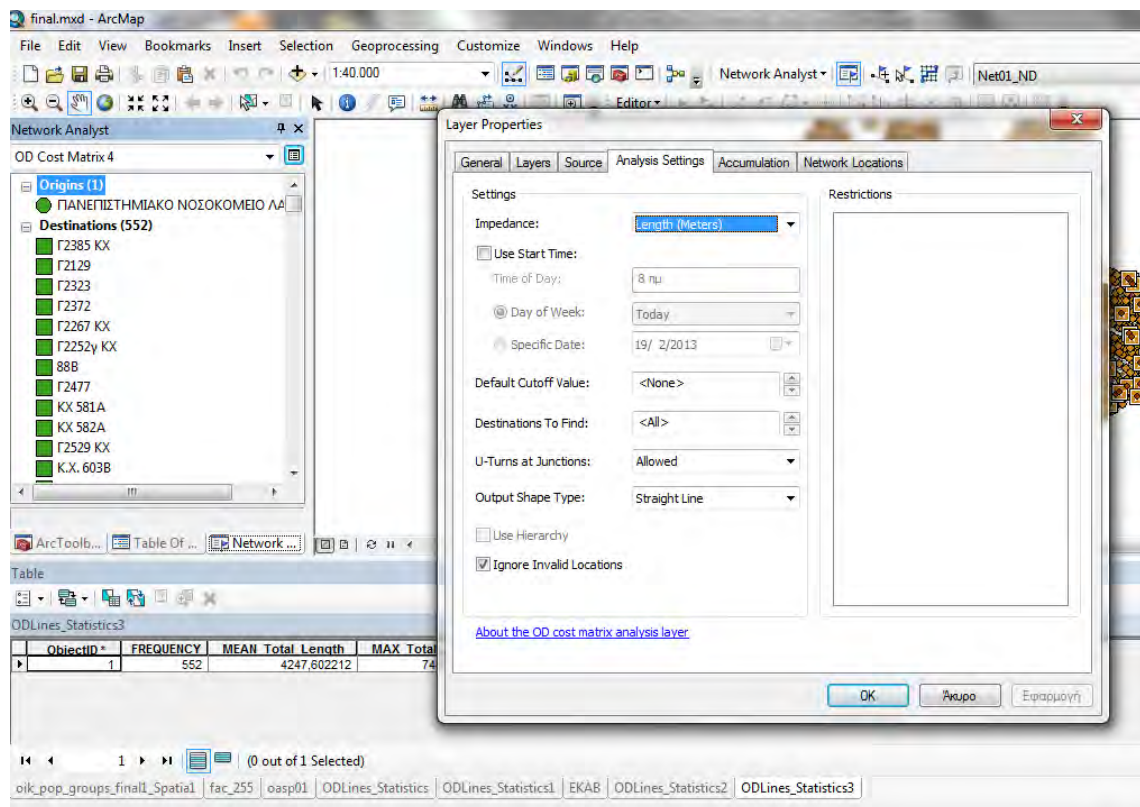 final.mxd - ArcMap
File Edit View Bookmarks Insert Selection Geoprocessing Customize Windows Help
1:40.000
Network Analyst
Net01_ND
Editor
Network Analyst
OD Cost Matrix 4
Origins (1)
ΠΑΝΕΠΙΣΤΗΜΙΑΚΟ ΝΟΣΟΚΟΜΕΙΟ ΛΑ
Destinations (552)
Γ2385 ΚΧ
Γ2129
Γ2323
Γ2372
Γ2267 ΚΧ
Γ2252γ ΚΧ
88Β
Γ2477
ΚΧ 581Α
ΚΧ 582Α
Γ2529 ΚΧ
Κ.Χ. 603Β
ArcToolb... Table Of ... Network ...
Layer Properties
General Layers Source Analysis Settings Accumulation Network Locations
Settings
Impedance: Length (Meters)
Use Start Time:
Time of Day: 8 πμ
Day of Week: Today
Specific Date: 19/ 2/2013
Default Cutoff Value: <None>
Destinations To Find: <All>
U-Turns at Junctions: Allowed
Output Shape Type: Straight Line
Use Hierarchy
Ignore Invalid Locations
About the OD cost matrix analysis layer
Restrictions
OK Άκυρο Εφαρμογή
Table
ODLines_Statistics3
ObjectID * FREQUENCY MEAN_Total_Length MAX_Total
1 552 4247,602212 74
1 (0 out of 1 Selected)
oik_pop_groups_final1_Spatial fac_255 oasp01 ODLines_Statistics ODLines_Statistics1 EKAB ODLines_Statistics2 ODLines_Statistics3